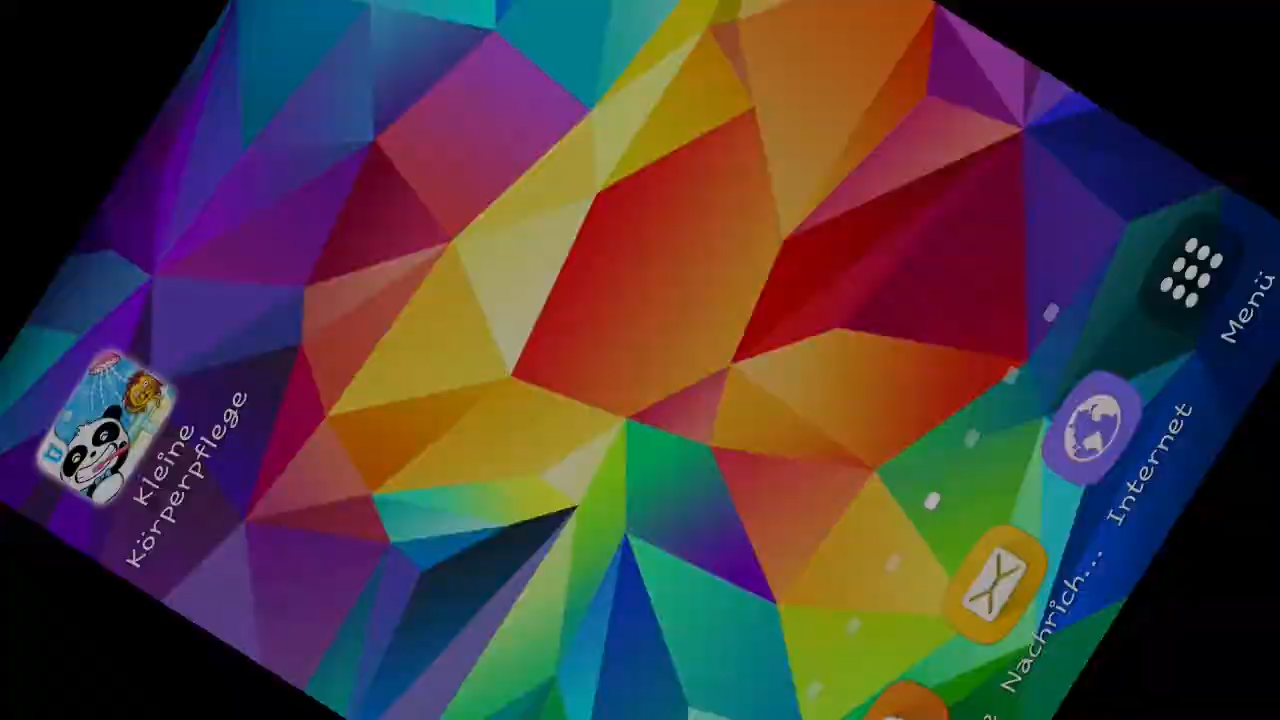 Kleine
Körperpflege
Nachrich...
Internet
Menü